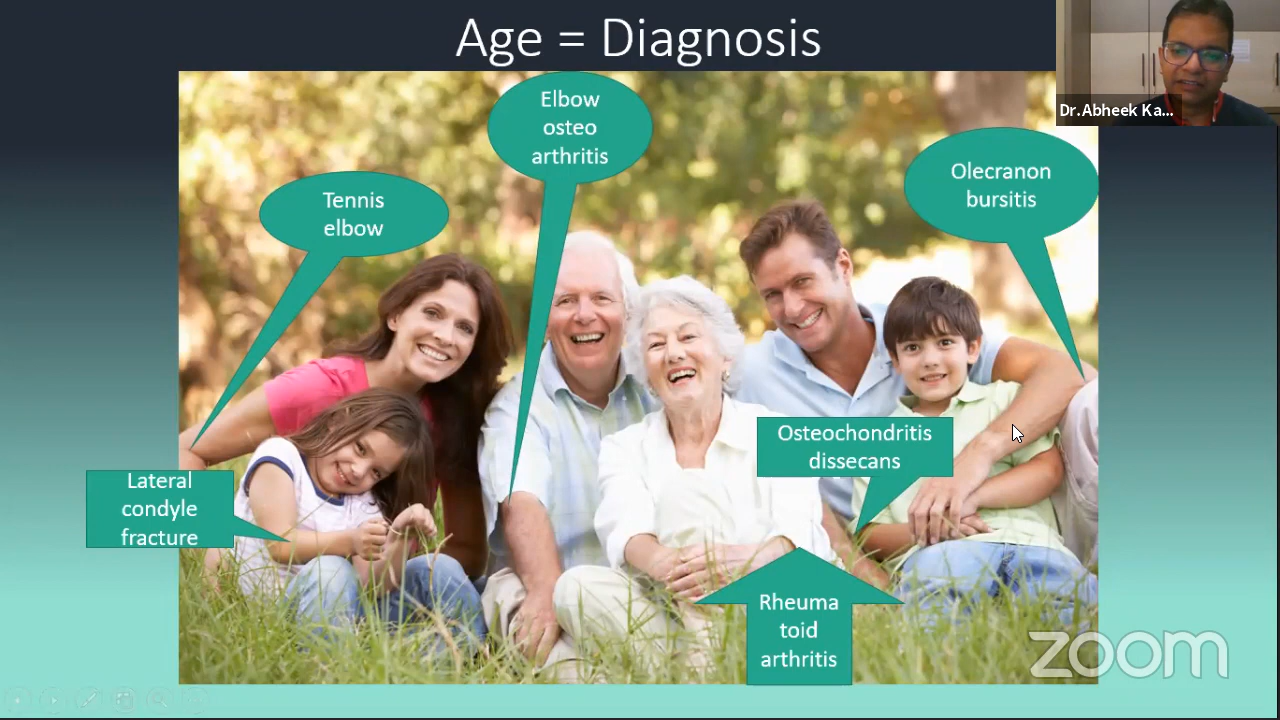 Age = Diagnosis
Dr.Abheek Ka...
Elbow
osteo
arthritis
Tennis
elbow
Olecranon
bursitis
Osteochondritis
dissecans
Lateral
condyle
fracture
Rheuma
toid
arthritis
zoom